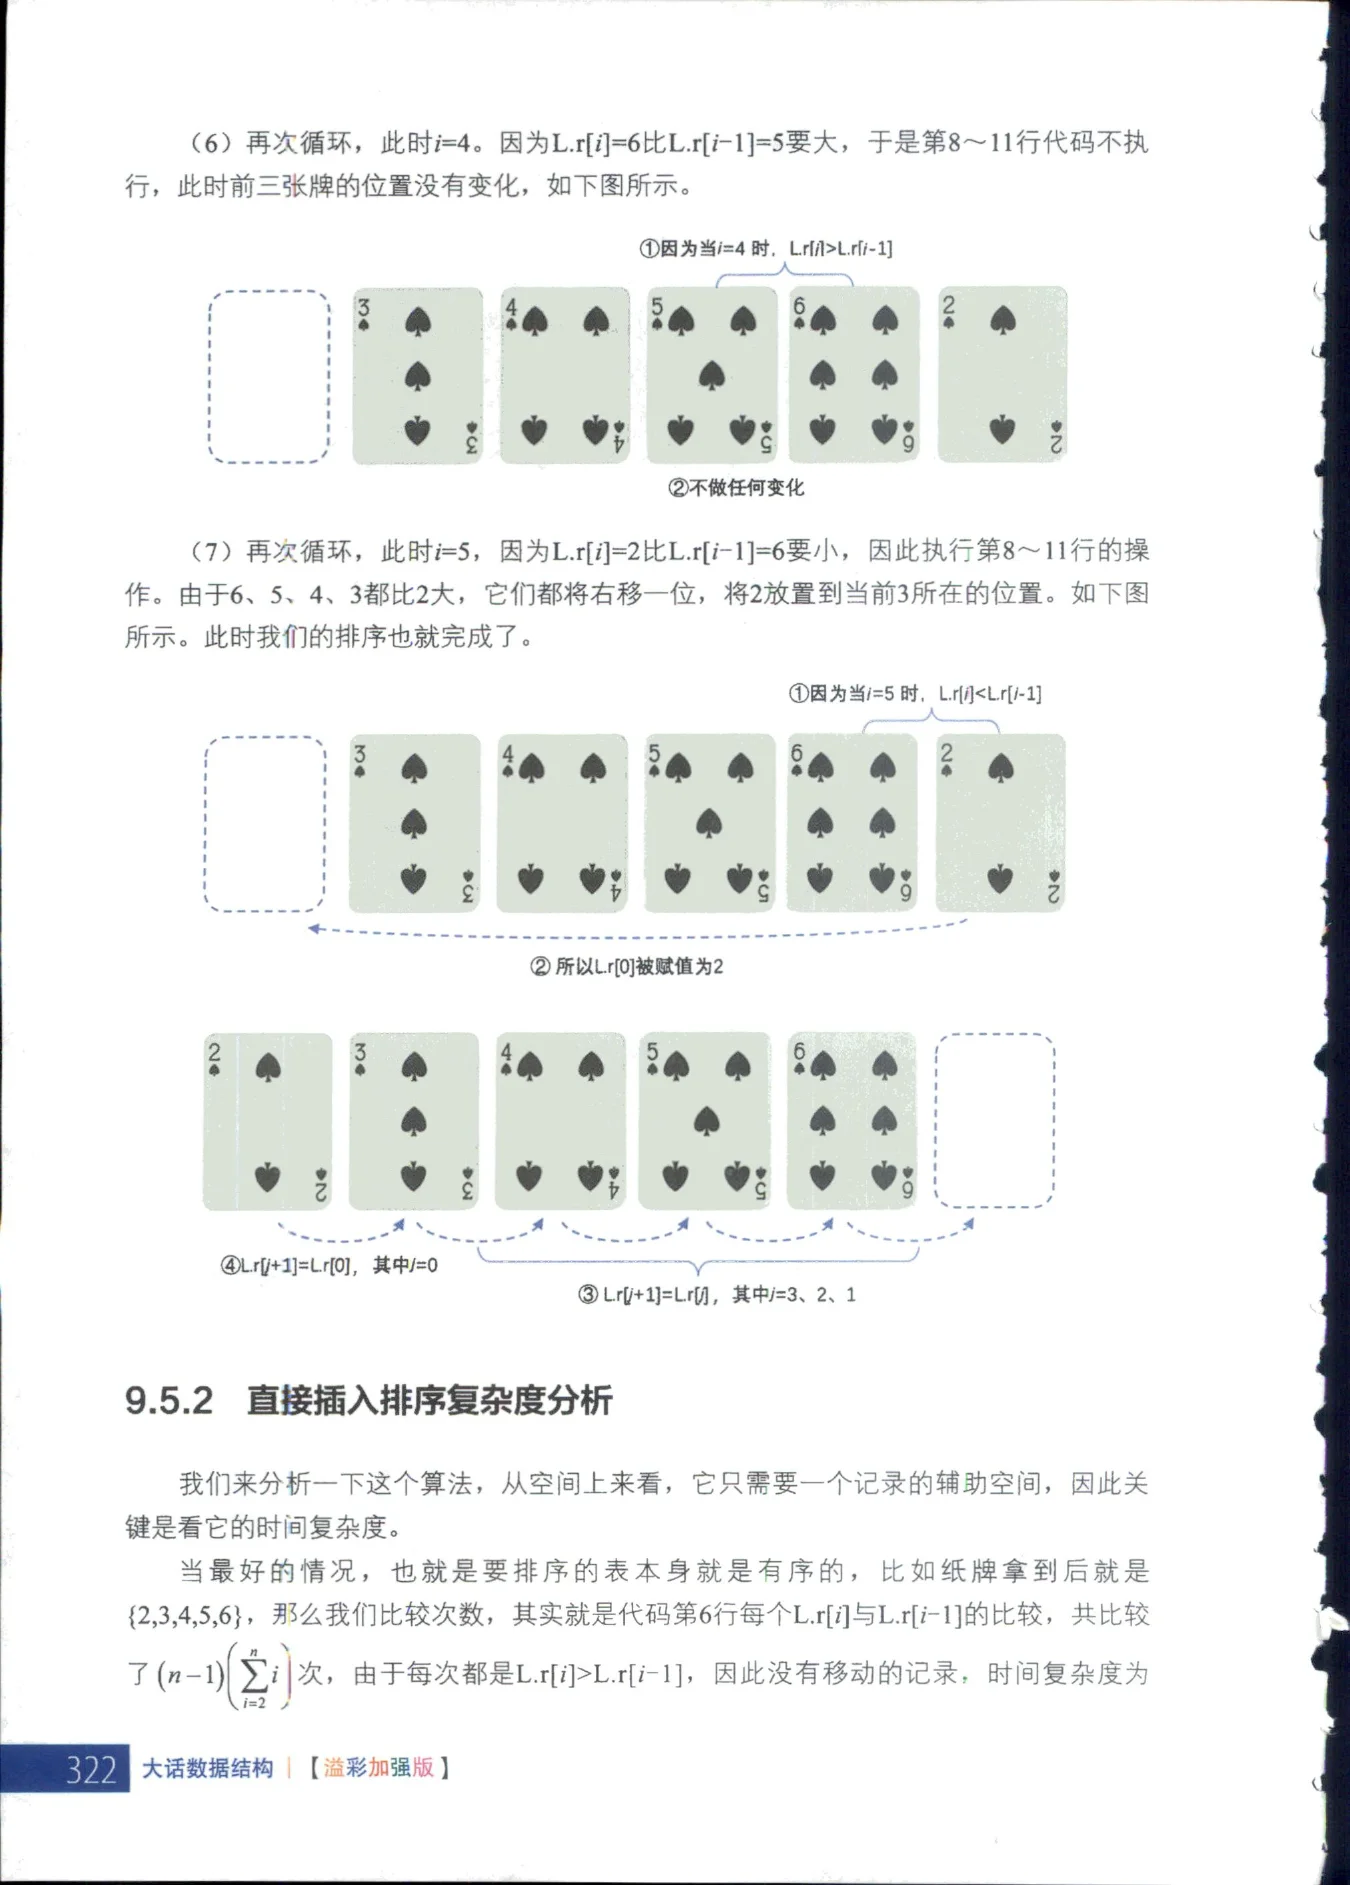 (6)再次循环，此时i=4。因为L.r[i]=6比L.r[i-1]=5要大，于是第8～11行代码不执
行，此时前三张牌的位置没有变化，如下图所示。
①因为当i=4 时，L.r[i]>L.r[i-1]
3 4 5 6 2
3 4 5 6 2
②不做任何变化
(7)再次循环，此时i=5，因为L.r[i]=2比L.r[i-1]=6要小，因此执行第8～11行的操
作。由于6、5、4、3都比2大，它们都将右移一位，将2放置到当前3所在的位置。如下图
所示。此时我们的排序也就完成了。
①因为当i=5 时，L.r[i]<L.r[i-1]
3 4 5 6 2
3 4 5 6 2
② 所以L.r[0]被赋值为2
2 3 4 5 6
2 3 4 5 6
④L.r[j+1]=L.r[0]，其中j=0
③ L.r[j+1]=L.r[j]，其中j=3、2、1
9.5.2 直接插入排序复杂度分析
我们来分析一下这个算法，从空间上来看，它只需要一个记录的辅助空间，因此关
键是看它的时间复杂度。
当最好的情况，也就是要排序的表本身就是有序的，比如纸牌拿到后就是
{2,3,4,5,6}，那么我们比较次数，其实就是代码第6行每个L.r[i]与L.r[i-1]的比较，共比较
了(n-1)(∑_{i=2}^{n} i)次，由于每次都是L.r[i]>L.r[i-1]，因此没有移动的记录，时间复杂度为
322 大话数据结构｜【溢彩加强版】